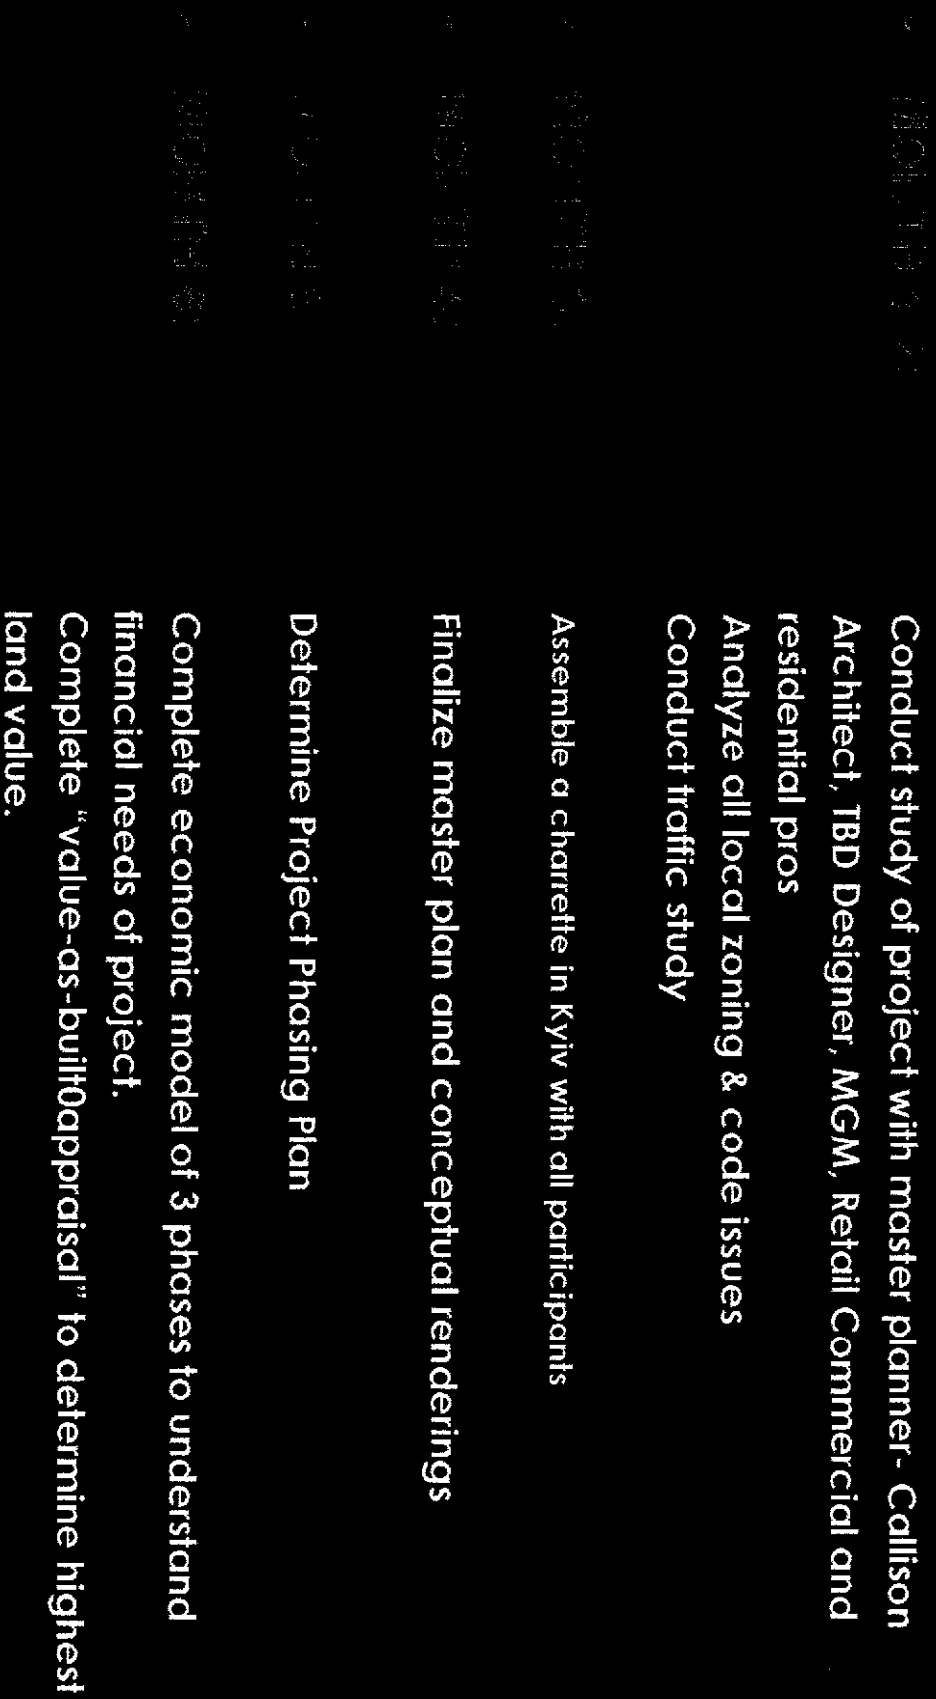 Conduct study of project with master planner- Callison
Architect, TBD Designer, MGM, Retail Commercial and
residential pros
Analyze all local zoning & code issues
Conduct traffic study
Assemble a charrette in Kyiv with all participants
Finalize master plan and conceptual renderings
Determine Project Phasing Plan
MONTH 8
Complete economic model of 3 phases to understand
financial needs of project.
Complete “value-as-built0appraisal” to determine highest
land value.